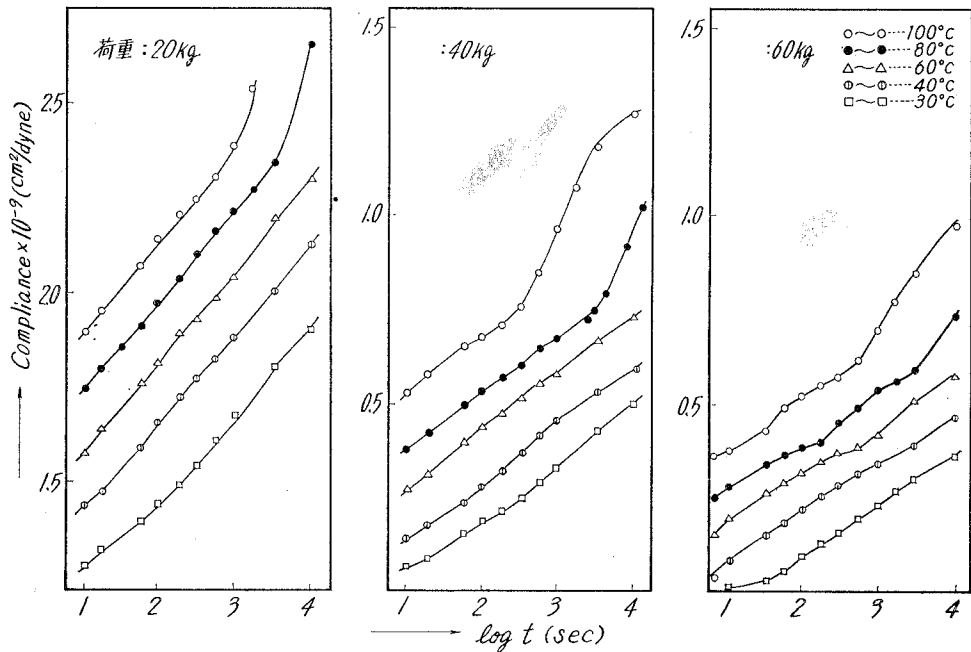 荷重:20kg
:40kg
:60kg
○~○----100°C
●~●----80°C
△~△----60°C
⦶~⦶----40°C
□~□----30°C
Compliance×10⁻⁹(cm²/dyne)
2.5
2.0
1.5
1.5
1.0
0.5
1.5
1.0
0.5
1 2 3 4
1 2 3 4
1 2 3 4
log t (sec)